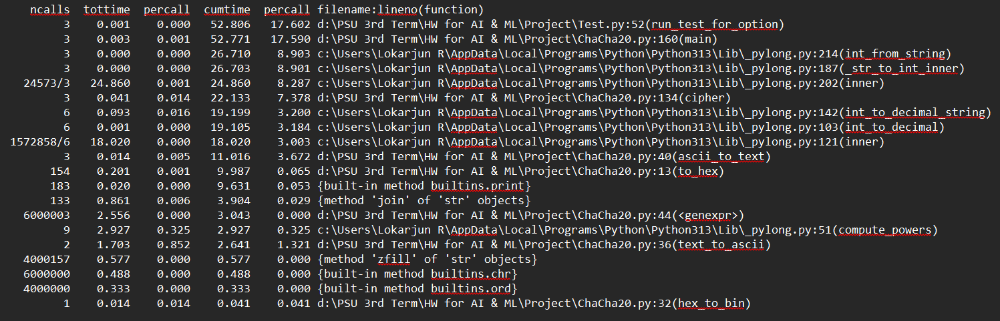 ncalls tottime percall cumtime percall filename:lineno(function)
3 0.001 0.000 52.806 17.602 d:\PSU 3rd Term\HW for AI & ML\Project\Test.py:52(run_test_for_option)
3 0.003 0.001 52.771 17.590 d:\PSU 3rd Term\HW for AI & ML\Project\ChaCha20.py:160(main)
3 0.000 0.000 26.710 8.903 c:\Users\Lokarjun R\AppData\Local\Programs\Python\Python313\Lib\_pylong.py:214(int_from_string)
3 0.000 0.000 26.703 8.901 c:\Users\Lokarjun R\AppData\Local\Programs\Python\Python313\Lib\_pylong.py:187(_str_to_int_inner)
24573/3 24.860 0.001 24.860 8.287 c:\Users\Lokarjun R\AppData\Local\Programs\Python\Python313\Lib\_pylong.py:202(inner)
3 0.041 0.014 22.133 7.378 d:\PSU 3rd Term\HW for AI & ML\Project\ChaCha20.py:134(cipher)
6 0.093 0.016 19.199 3.200 c:\Users\Lokarjun R\AppData\Local\Programs\Python\Python313\Lib\_pylong.py:142(int_to_decimal_string)
6 0.001 0.000 19.105 3.184 c:\Users\Lokarjun R\AppData\Local\Programs\Python\Python313\Lib\_pylong.py:103(int_to_decimal)
1572858/6 18.020 0.000 18.020 3.003 c:\Users\Lokarjun R\AppData\Local\Programs\Python\Python313\Lib\_pylong.py:121(inner)
3 0.014 0.005 11.016 3.672 d:\PSU 3rd Term\HW for AI & ML\Project\ChaCha20.py:40(ascii_to_text)
154 0.201 0.001 9.987 0.065 d:\PSU 3rd Term\HW for AI & ML\Project\ChaCha20.py:13(to_hex)
183 0.020 0.000 9.631 0.053 {built-in method builtins.print}
133 0.861 0.006 3.904 0.029 {method 'join' of 'str' objects}
6000003 2.556 0.000 3.043 0.000 d:\PSU 3rd Term\HW for AI & ML\Project\ChaCha20.py:44(<genexpr>)
9 2.927 0.325 2.927 0.325 c:\Users\Lokarjun R\AppData\Local\Programs\Python\Python313\Lib\_pylong.py:51(compute_powers)
2 1.703 0.852 2.641 1.321 d:\PSU 3rd Term\HW for AI & ML\Project\ChaCha20.py:36(text_to_ascii)
4000157 0.577 0.000 0.577 0.000 {method 'zfill' of 'str' objects}
6000000 0.488 0.000 0.488 0.000 {built-in method builtins.chr}
4000000 0.333 0.000 0.333 0.000 {built-in method builtins.ord}
1 0.014 0.014 0.041 0.041 d:\PSU 3rd Term\HW for AI & ML\Project\ChaCha20.py:32(hex_to_bin)